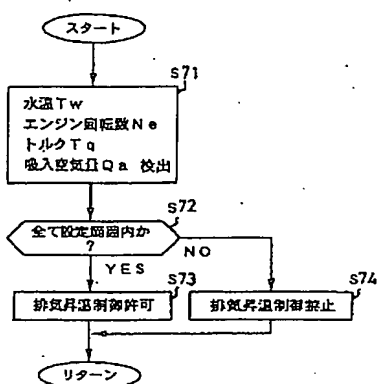 スタート
S71
水温Tw
エンジン回転数Ne
トルクTq
吸入空気量Qa 検出
S72
全て設定範囲内か
?
NO
YES
S73
S74
排気昇温制御許可
排気昇温制御禁止
リターン